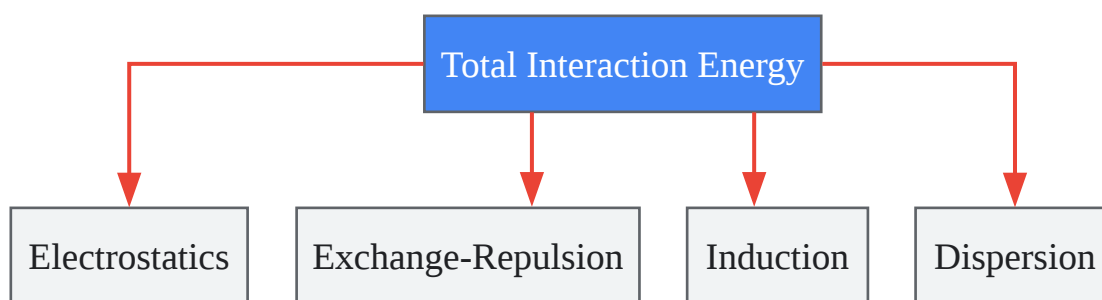 Total Interaction Energy
Electrostatics
Exchange-Repulsion
Induction
Dispersion